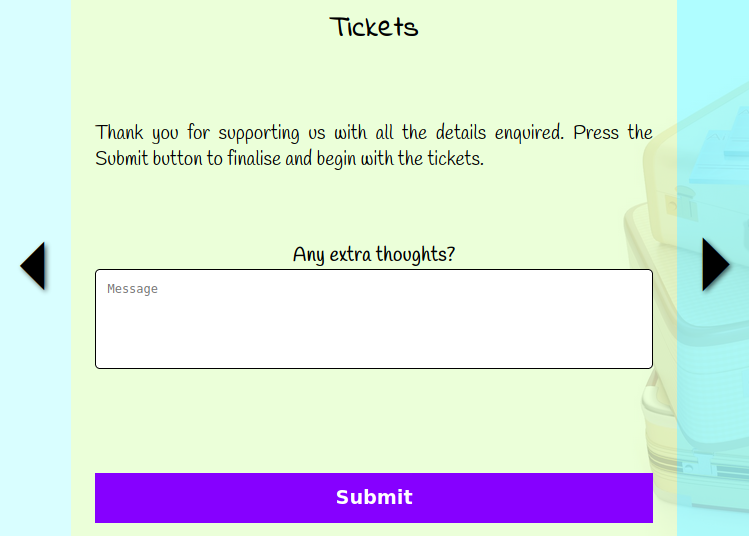 Tickets
Thank you for supporting us with all the details enquired. Press the
Submit button to finalise and begin with the tickets.
Any extra thoughts?
Message
Submit